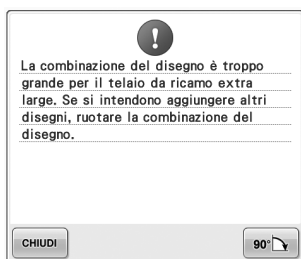 La combinazione del disegno è troppo
grande per il telaio da ricamo extra
large. Se si intendono aggiungere altri
disegni, ruotare la combinazione del
disegno.
CHIUDI
90°